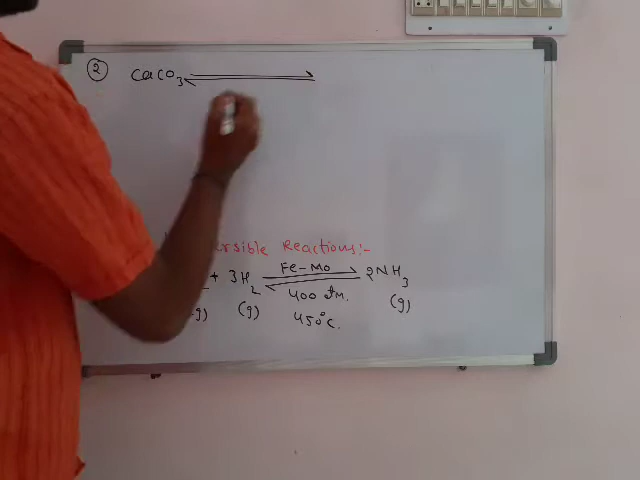 ② CaCO3 ⇌
rsible Reactions:-
+ 3H2 ⇌ 2NH3
Fe-Mo
400 atm.
(g) (g) (g)
450°C.